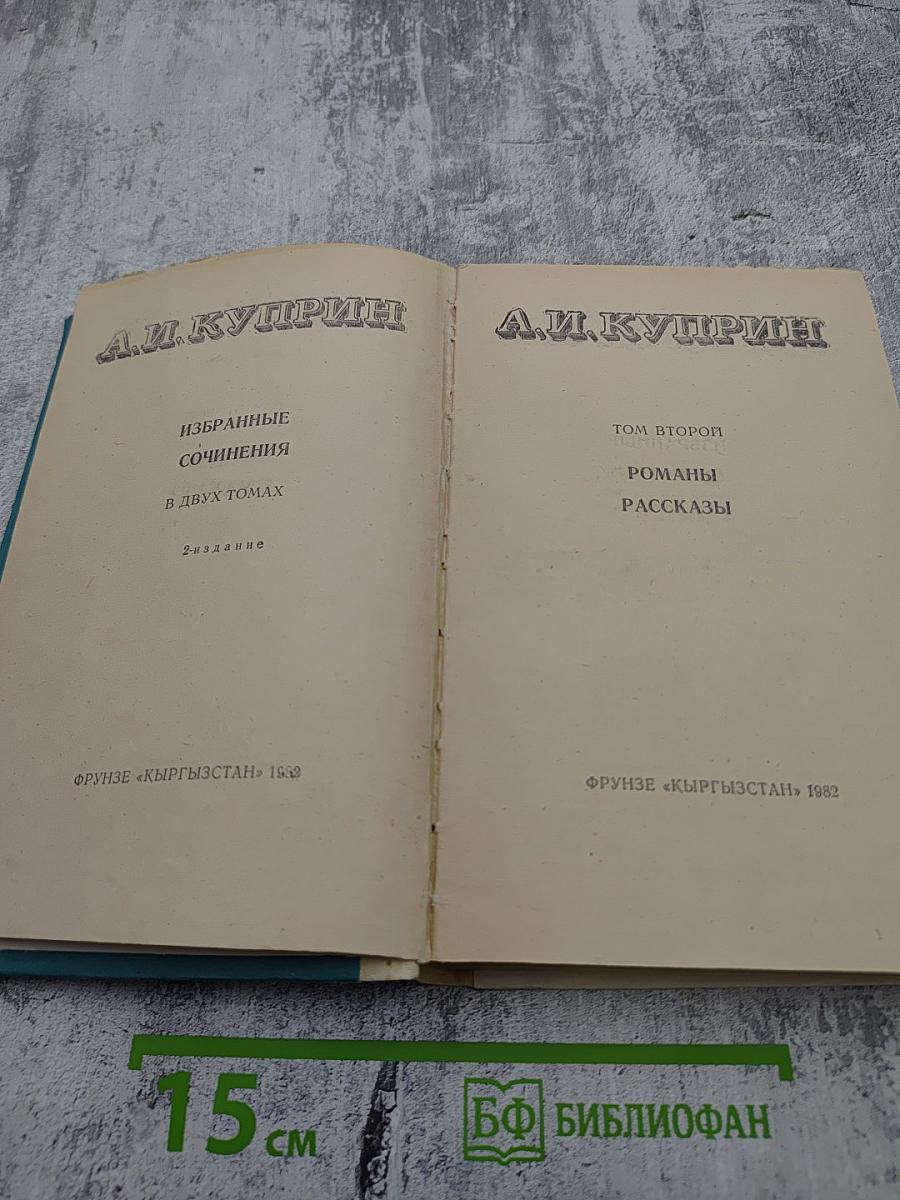 А.И. КУПРИН
ИЗБРАННЫЕ
СОЧИНЕНИЯ
В ДВУХ ТОМАХ
2-издание
ФРУНЗЕ «КЫРГЫЗСТАН» 1982
А.И. КУПРИН
ТОМ ВТОРОЙ
РОМАНЫ
РАССКАЗЫ
ФРУНЗЕ «КЫРГЫЗСТАН» 1982
15 см
БФ БИБЛИОФАН